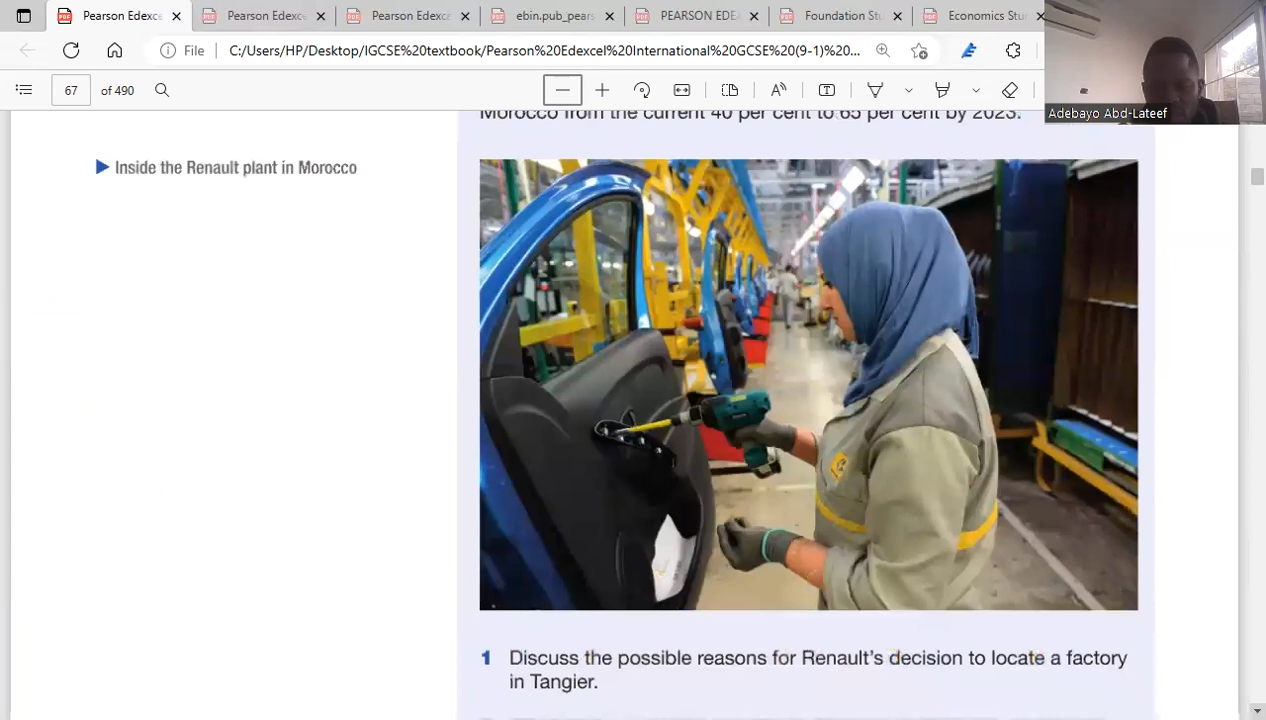 Pearson Edexce
Pearson Edexce
Pearson Edexce
ebin.pub_pears
PEARSON EDE
Foundation Stu
Economics Stu
File
C:/Users/HP/Desktop/IGCSE%20textbook/Pearson%20Edexcel%20International%20GCSE%20(9-1)%20...
67
of 490
Adebayo Abd-Lateef
Morocco from the current 40 per cent to 65 per cent by 2023.
Inside the Renault plant in Morocco
1 Discuss the possible reasons for Renault's decision to locate a factory
in Tangier.